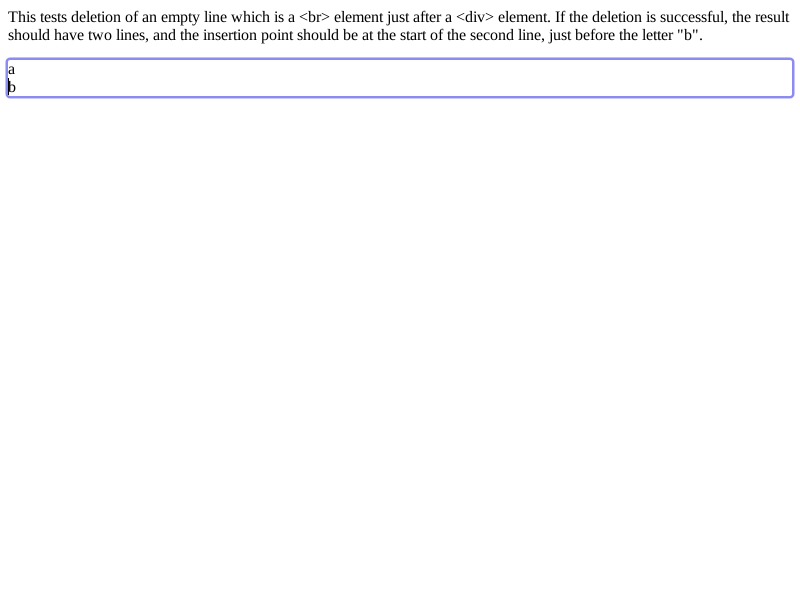 This tests deletion of an empty line which is a <br> element just after a <div> element. If the deletion is successful, the result
should have two lines, and the insertion point should be at the start of the second line, just before the letter "b".
a
b